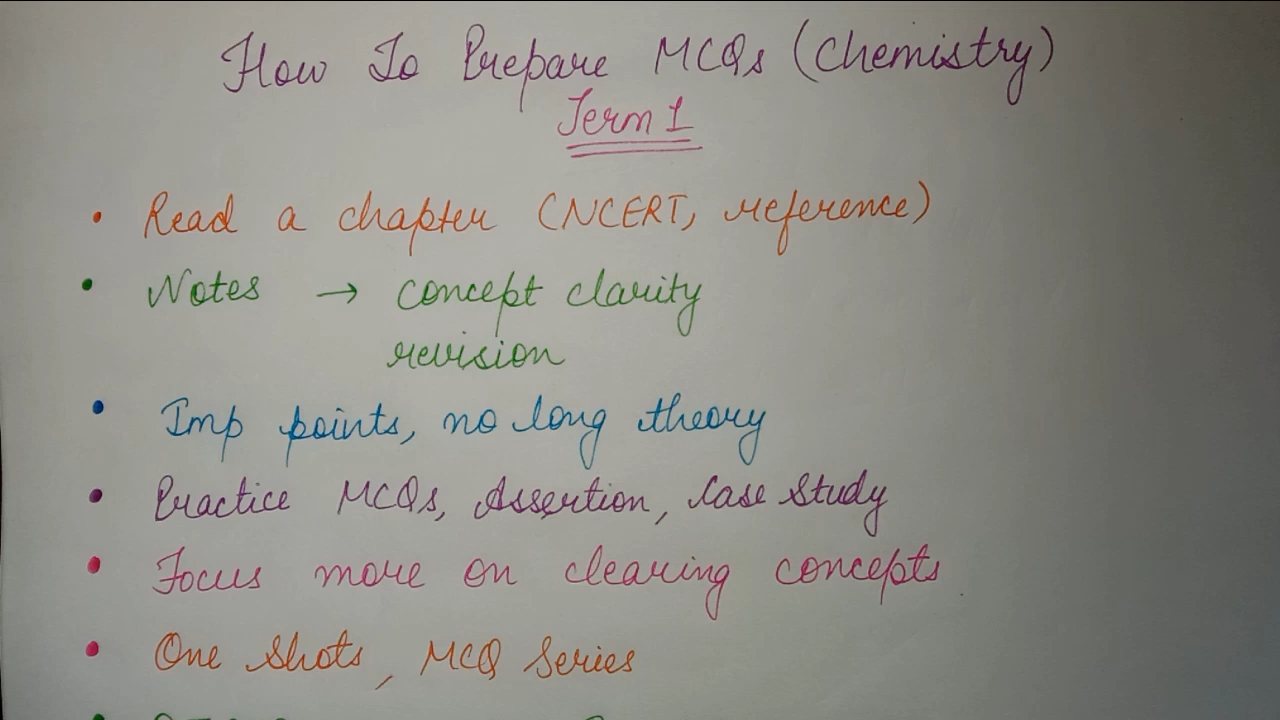 How To Prepare MCQs (Chemistry)
Term 1
• Read a chapter (NCERT, reference)
• Notes → concept clarity
revision
• Imp points, no long theory
• Practice MCQs, Assertion, Case Study
• Focus more on clearing concepts
• One Shots, MCQ Series